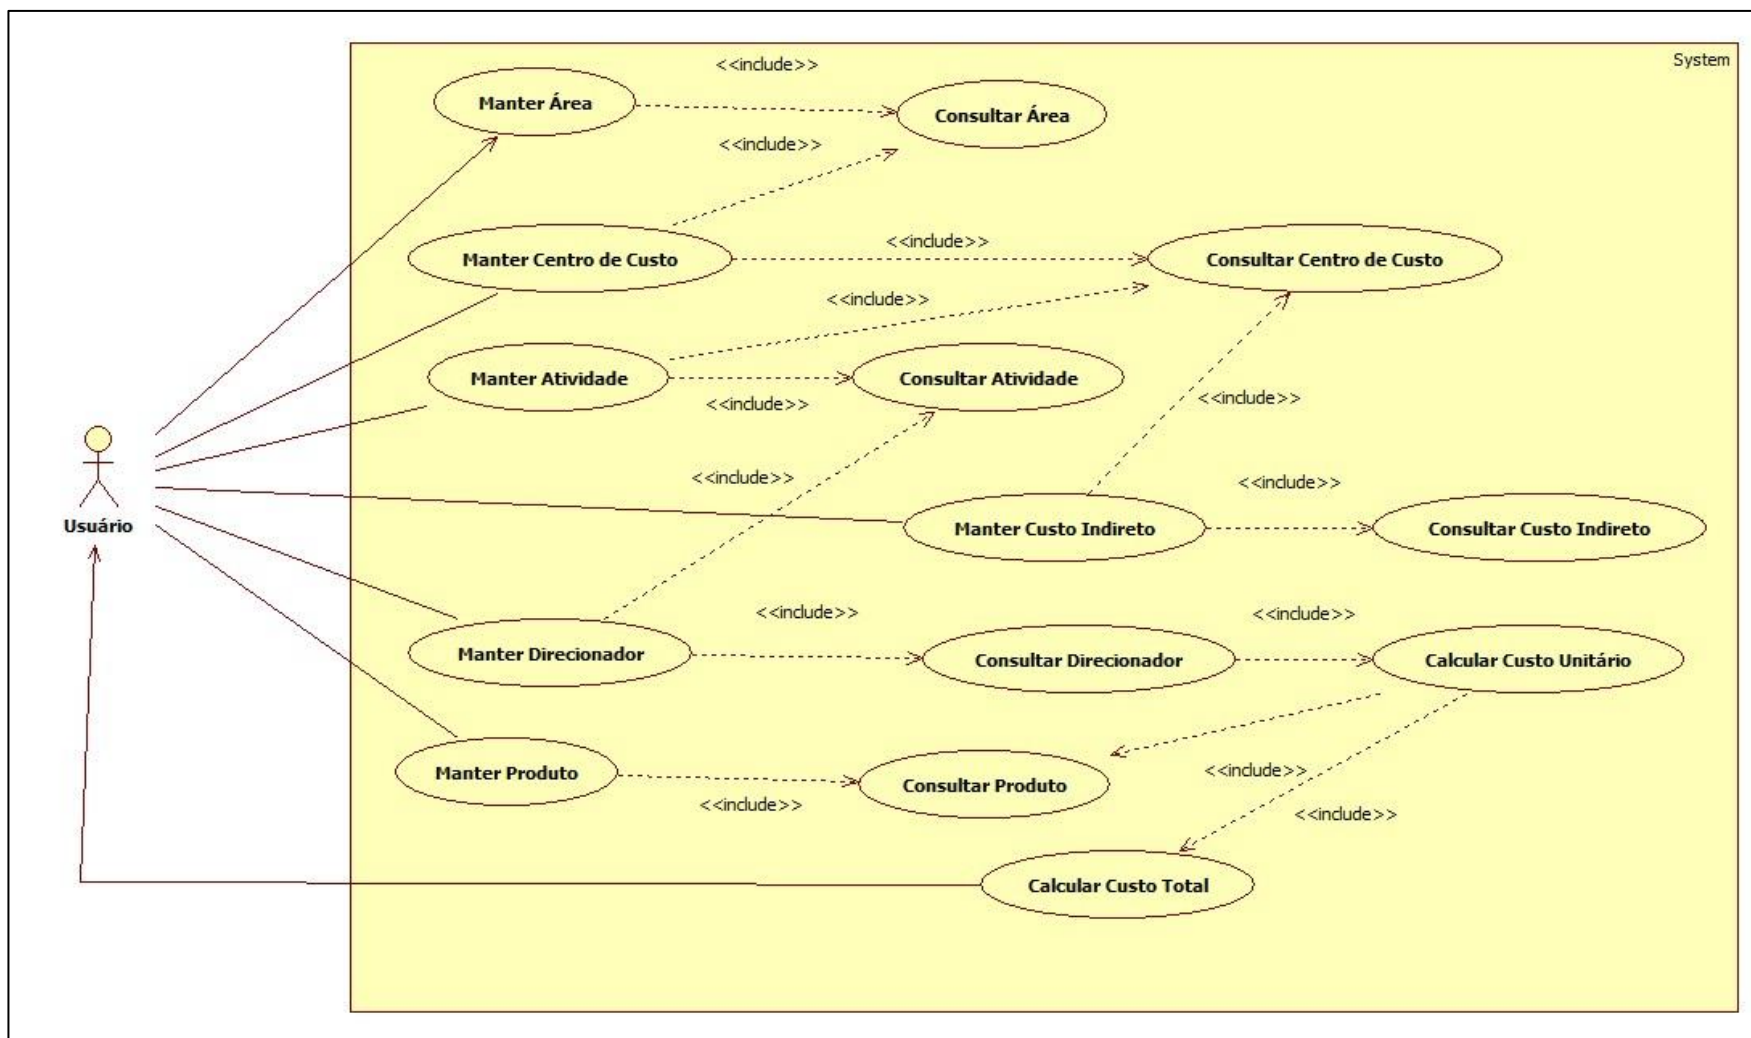 System
<<include>>
Manter Área
Consultar Área
<<include>>
Manter Centro de Custo
<<include>>
Consultar Centro de Custo
<<include>>
Manter Atividade
Consultar Atividade
<<include>>
<<include>>
<<include>>
<<include>>
Usuário
Manter Custo Indireto
Consultar Custo Indireto
<<include>>
<<include>>
Manter Direcionador
Consultar Direcionador
Calcular Custo Unitário
Manter Produto
Consultar Produto
<<include>>
<<include>>
<<include>>
Calcular Custo Total